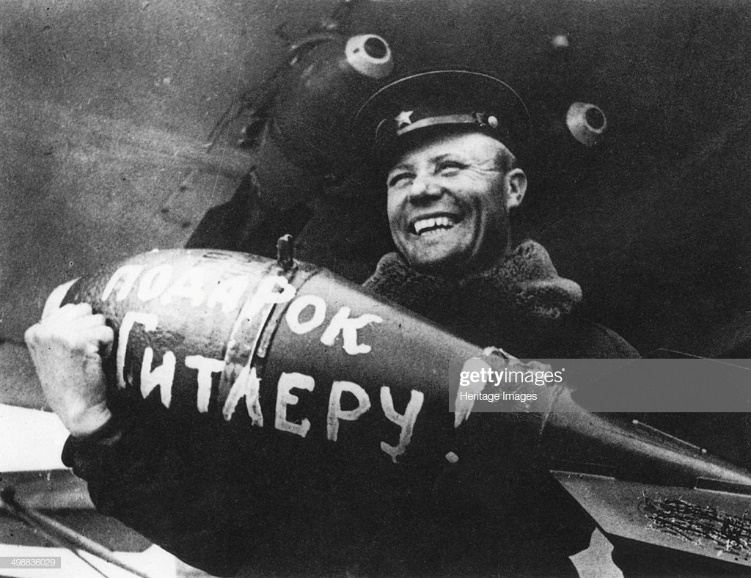 ПОДАРОК
ГИТЛЕРУ!
gettyimages
Heritage Images
498836029